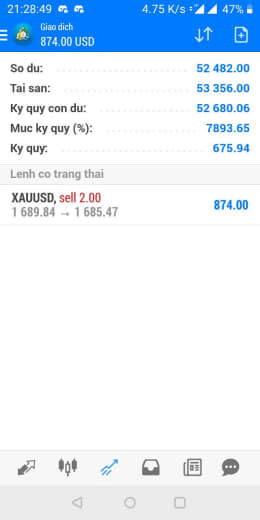 21:28:49 4.75 K/s 47%
Giao dich
874.00 USD
So du: 52 482.00
Tai san: 53 356.00
Ky quy con du: 52 680.06
Muc ky quy (%): 7893.65
Ky quy: 675.94
Lenh co trang thai
XAUUSD, sell 2.00
1 689.84 → 1 685.47 874.00